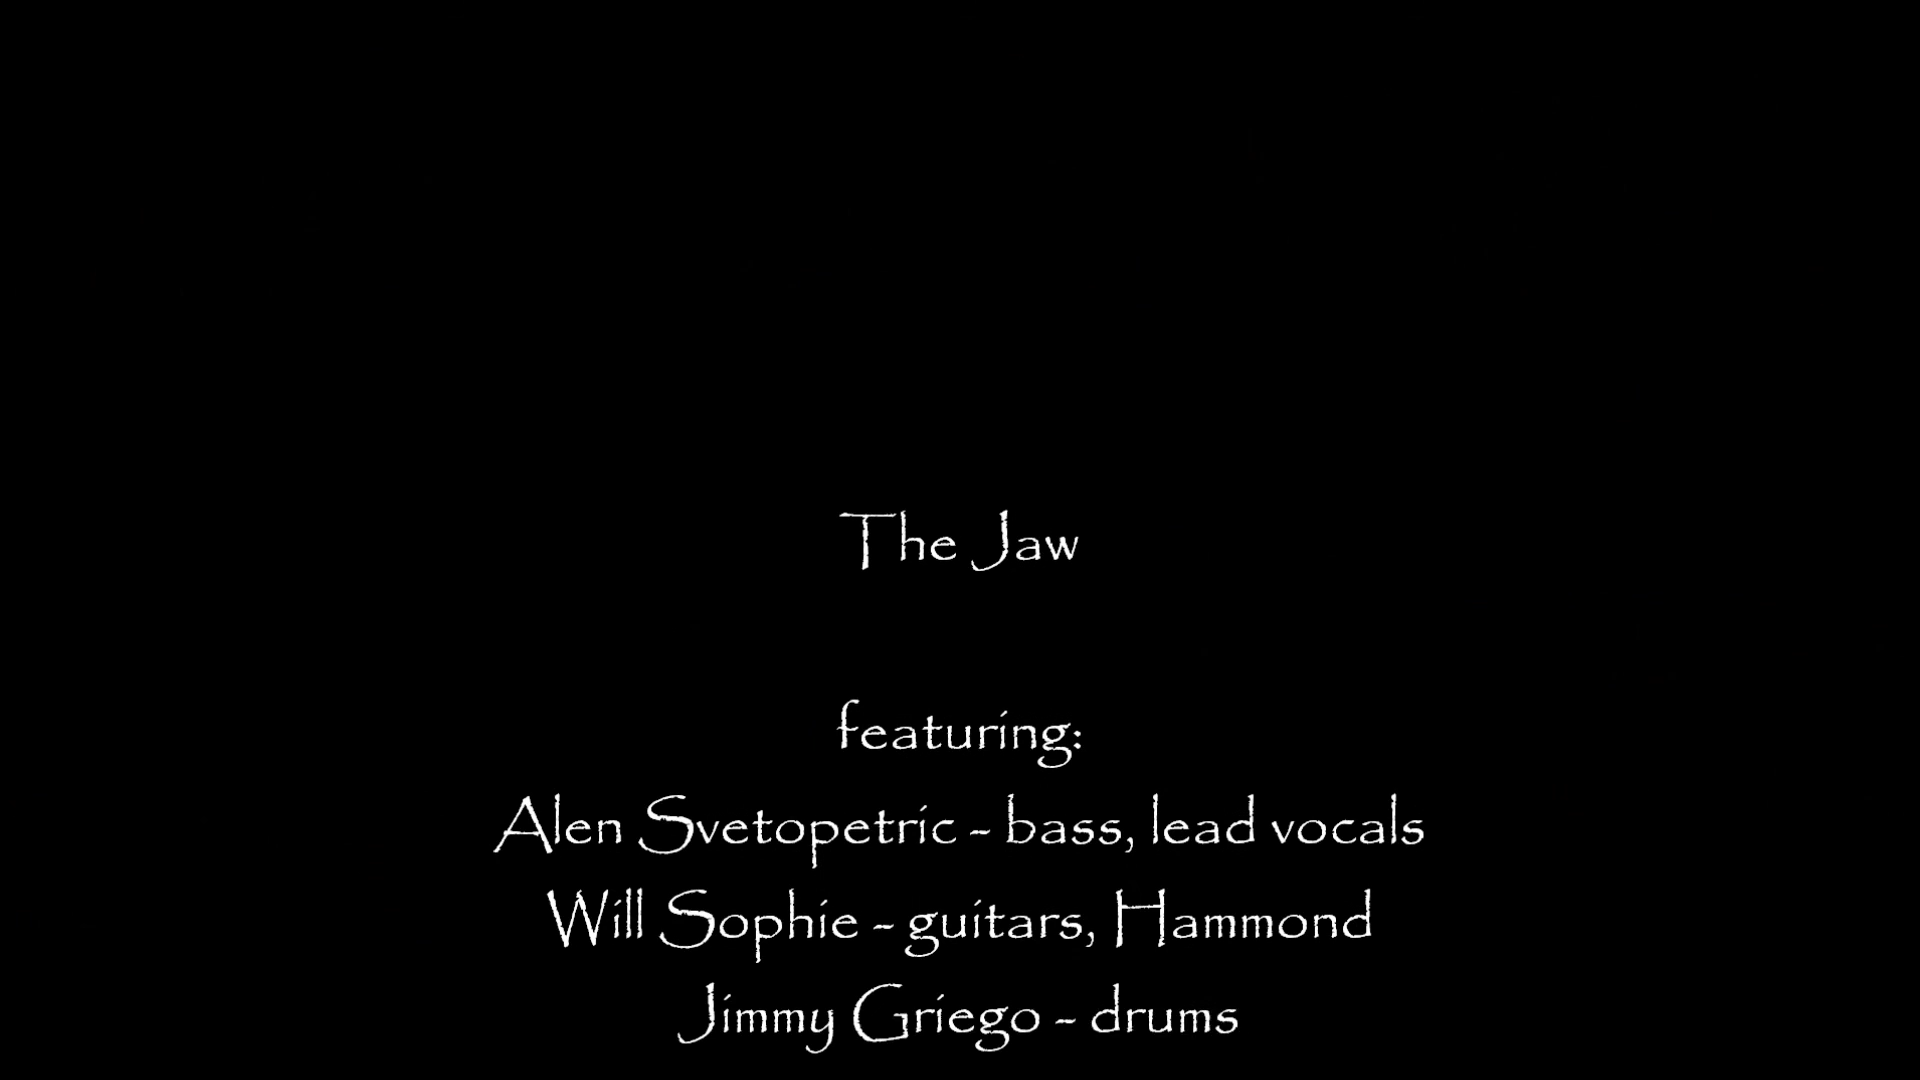 The Jaw
featuring:
Alen Svetopetric - bass, lead vocals
Will Sophie - guitars, Hammond
Jimmy Griego - drums